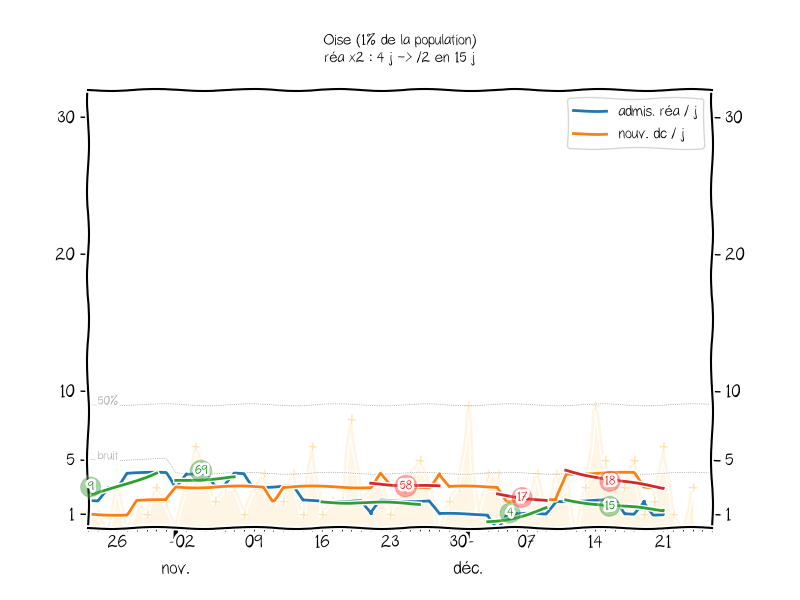 Oise (1% de la population)
réa x2 : 4 j -> /2 en 15 j
admis. réa / j
nouv. dc / j
30 30
20 20
10 10
50%
bruit
5 5
1 1
9 69 58 4 17 18 15
26 02 09 16 23 30 07 14 21
nov. déc.